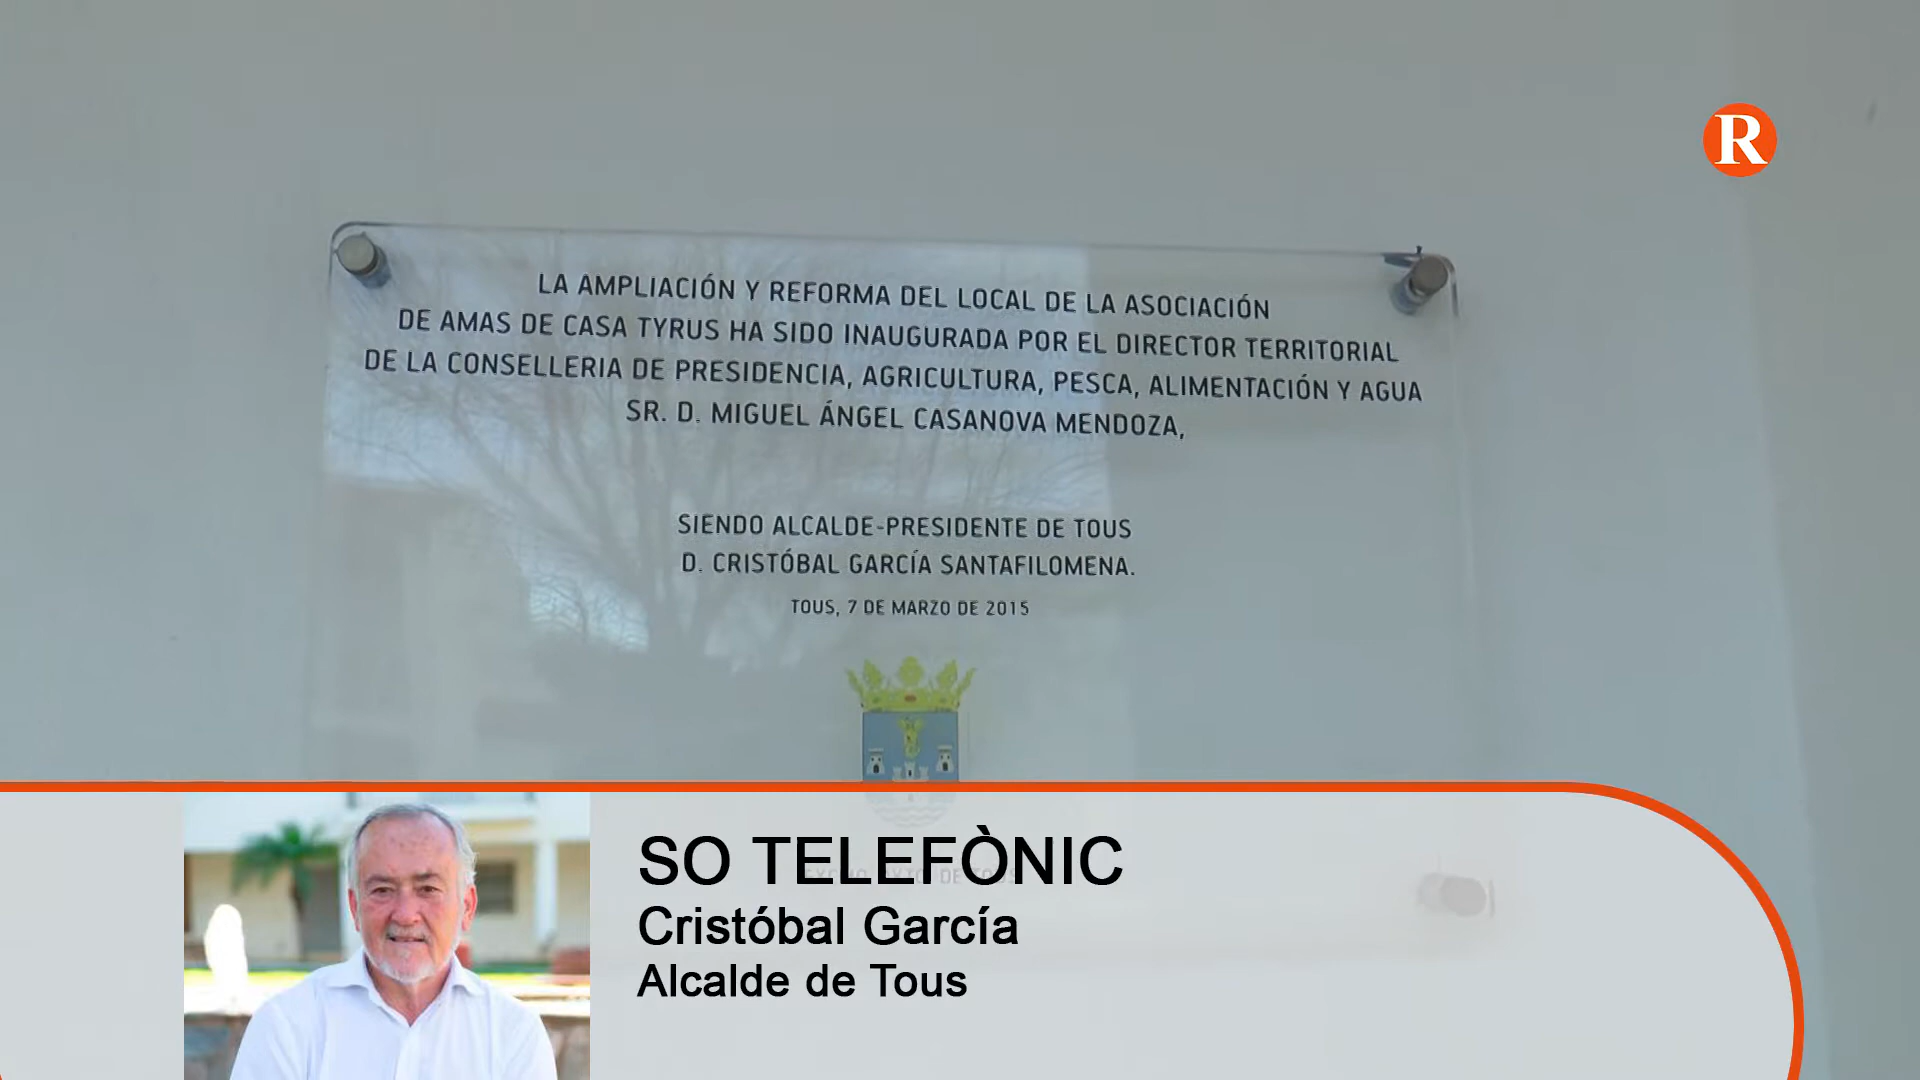 R
LA AMPLIACIÓN Y REFORMA DEL LOCAL DE LA ASOCIACIÓN
DE AMAS DE CASA TYRUS HA SIDO INAUGURADA POR EL DIRECTOR TERRITORIAL
DE LA CONSELLERIA DE PRESIDENCIA, AGRICULTURA, PESCA, ALIMENTACIÓN Y AGUA
SR. D. MIGUEL ÁNGEL CASANOVA MENDOZA,
SIENDO ALCALDE-PRESIDENTE DE TOUS
D. CRISTÓBAL GARCÍA SANTAFILOMENA.
TOUS, 7 DE MARZO DE 2015
SO TELEFÒNIC
Cristóbal García
Alcalde de Tous